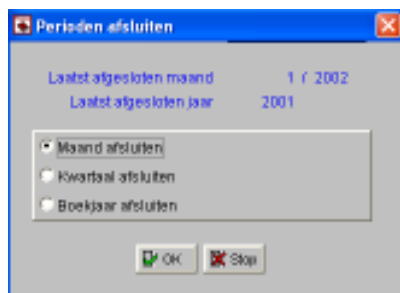 Perioden afsluiten
Laatst afgesloten maand 1 / 2002
Laatst afgesloten jaar 2001
Maand afsluiten
Kwartaal afsluiten
Boekjaar afsluiten
OK Stop